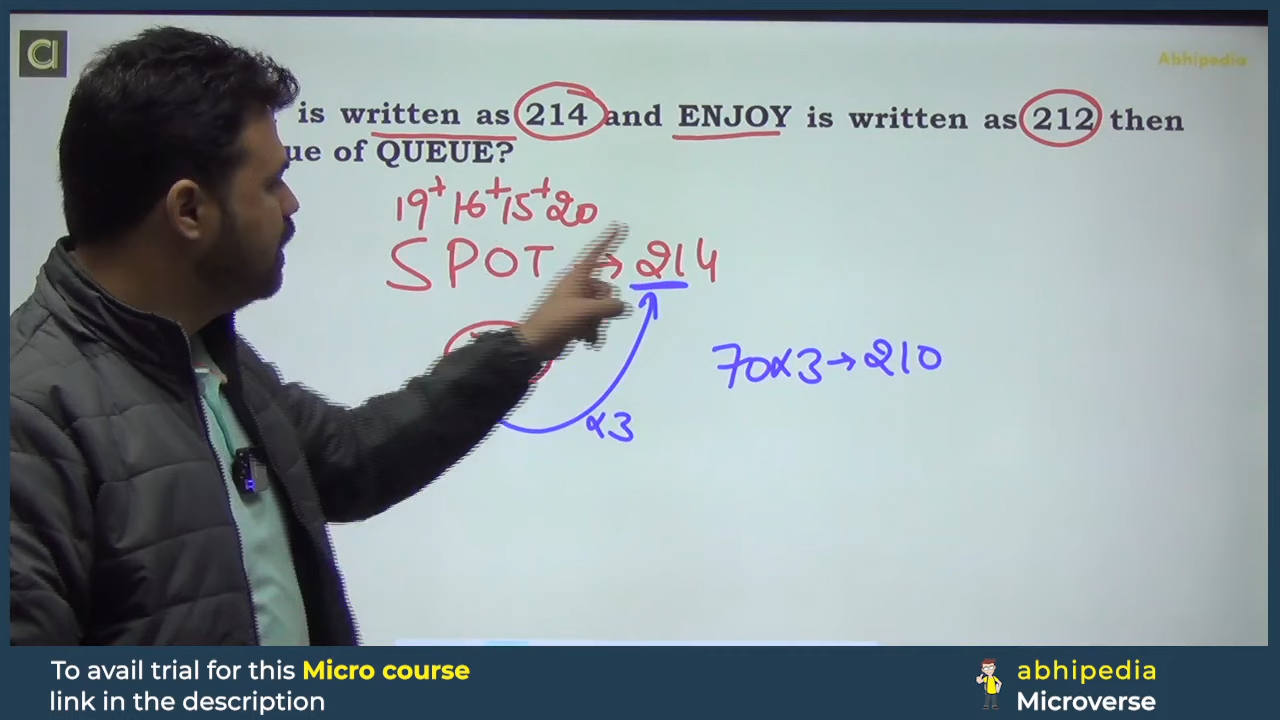 Abhipedia
is written as 214 and ENJOY is written as 212 then
ue of QUEUE?
19+ 16+ 15+ 20
SPOT → 214
70×3→210
×3
To avail trial for this Micro course
link in the description
abhipedia
Microverse